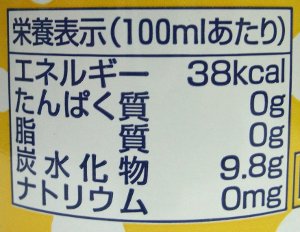 栄養表示(100mlあたり)
エネルギー 38kcal
たんぱく質 0g
脂質 0g
炭水化物 9.8g
ナトリウム 0mg